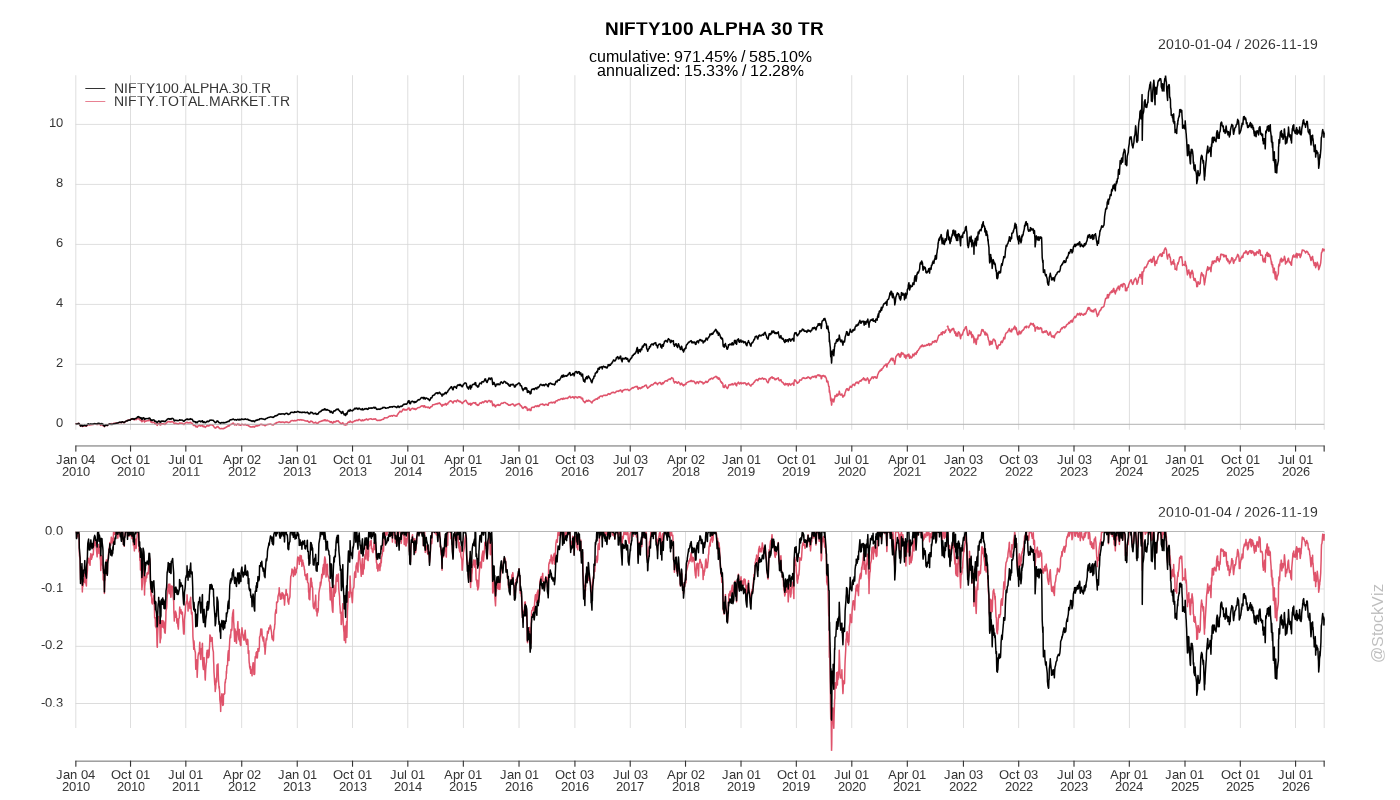 NIFTY100 ALPHA 30 TR
2010-01-04 / 2026-11-19
cumulative: 971.45% / 585.10%
annualized: 15.33% / 12.28%
NIFTY100.ALPHA.30.TR
NIFTY.TOTAL.MARKET.TR
10
8
6
4
2
0
Jan 04 Oct 01 Jul 01 Apr 02 Jan 01 Oct 01 Jul 01 Apr 01 Jan 01 Oct 03 Jul 03 Apr 02 Jan 01 Oct 01 Jul 01 Apr 01 Jan 03 Oct 03 Jul 03 Apr 01 Jan 01 Oct 01 Jul 01
2010 2010 2011 2012 2013 2013 2014 2015 2016 2016 2017 2018 2019 2019 2020 2021 2022 2022 2023 2024 2025 2025 2026
2010-01-04 / 2026-11-19
0.0
-0.1
-0.2
-0.3
Jan 04 Oct 01 Jul 01 Apr 02 Jan 01 Oct 01 Jul 01 Apr 01 Jan 01 Oct 03 Jul 03 Apr 02 Jan 01 Oct 01 Jul 01 Apr 01 Jan 03 Oct 03 Jul 03 Apr 01 Jan 01 Oct 01 Jul 01
2010 2010 2011 2012 2013 2013 2014 2015 2016 2016 2017 2018 2019 2019 2020 2021 2022 2022 2023 2024 2025 2025 2026
@StockViz